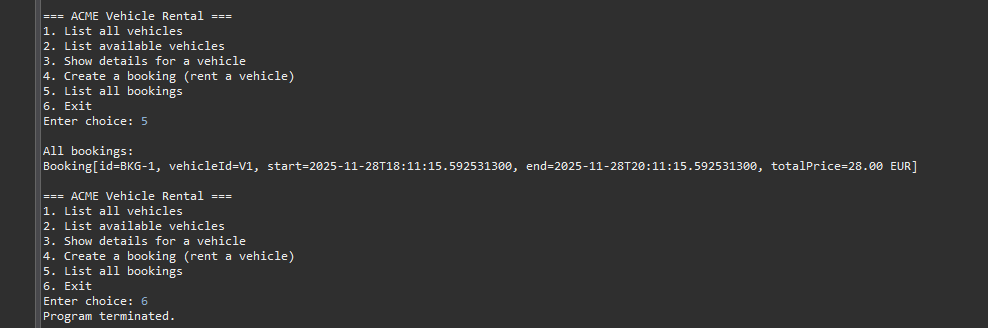 === ACME Vehicle Rental ===
1. List all vehicles
2. List available vehicles
3. Show details for a vehicle
4. Create a booking (rent a vehicle)
5. List all bookings
6. Exit
Enter choice: 5
All bookings:
Booking[id=BKG-1, vehicleId=V1, start=2025-11-28T18:11:15.592531300, end=2025-11-28T20:11:15.592531300, totalPrice=28.00 EUR]
=== ACME Vehicle Rental ===
1. List all vehicles
2. List available vehicles
3. Show details for a vehicle
4. Create a booking (rent a vehicle)
5. List all bookings
6. Exit
Enter choice: 6
Program terminated.